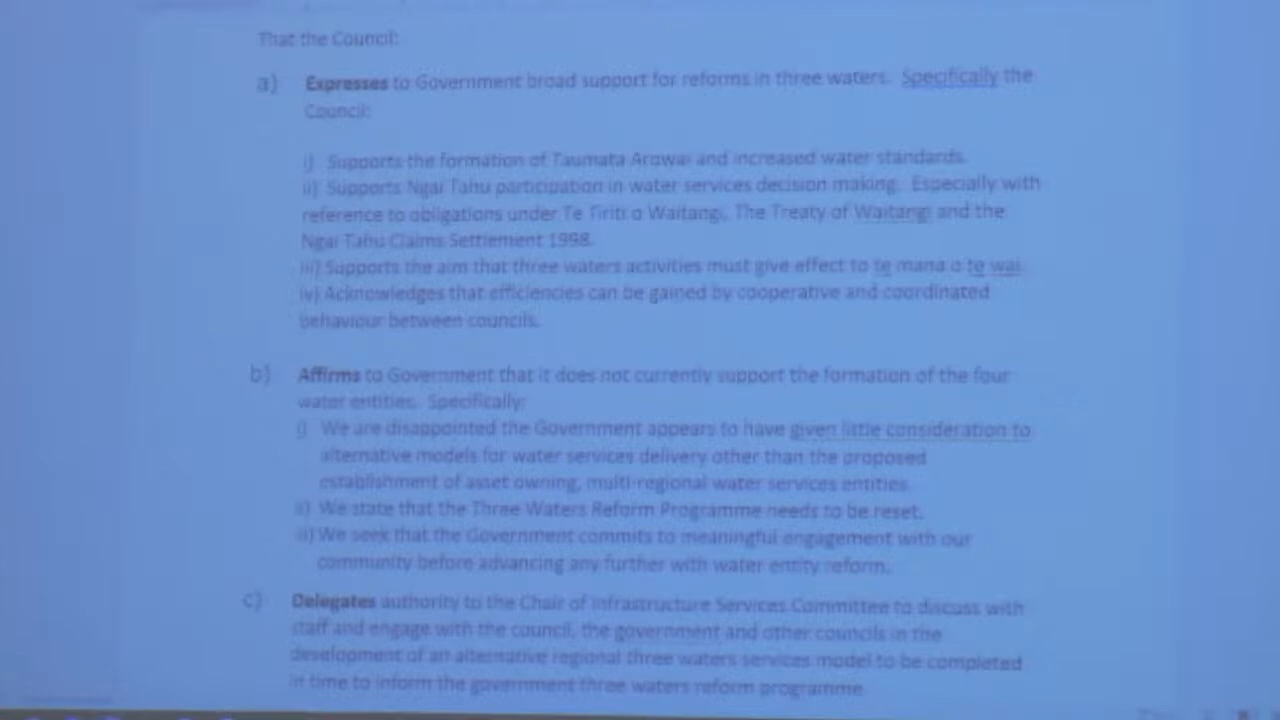 That the Council:
a) Expresses to Government broad support for reforms in three waters. Specifically the
Council:
i) Supports the formation of Taumata Arowai and increased water standards.
ii) Supports Ngai Tahu participation in water services decision making. Especially with
reference to obligations under Te Tiriti o Waitangi, The Treaty of Waitangi and the
Ngai Tahu Claims Settlement 1998.
iii) Supports the aim that three waters activities must give effect to te mana o te wai.
iv) Acknowledges that efficiencies can be gained by cooperative and coordinated
behaviour between councils.
b) Affirms to Government that it does not currently support the formation of the four
water entities. Specifically:
i) We are disappointed the Government appears to have given little consideration to
alternative models for water services delivery other than the proposed
establishment of asset owning, multi-regional water services entities.
ii) We state that the Three Waters Reform Programme needs to be reset.
iii) We seek that the Government commits to meaningful engagement with our
community before advancing any further with water entity reform.
c) Delegates authority to the Chair of Infrastructure Services Committee to discuss with
staff and engage with the council, the government and other councils in the
development of an alternative regional three waters services model to be completed
in time to inform the government three waters reform programme